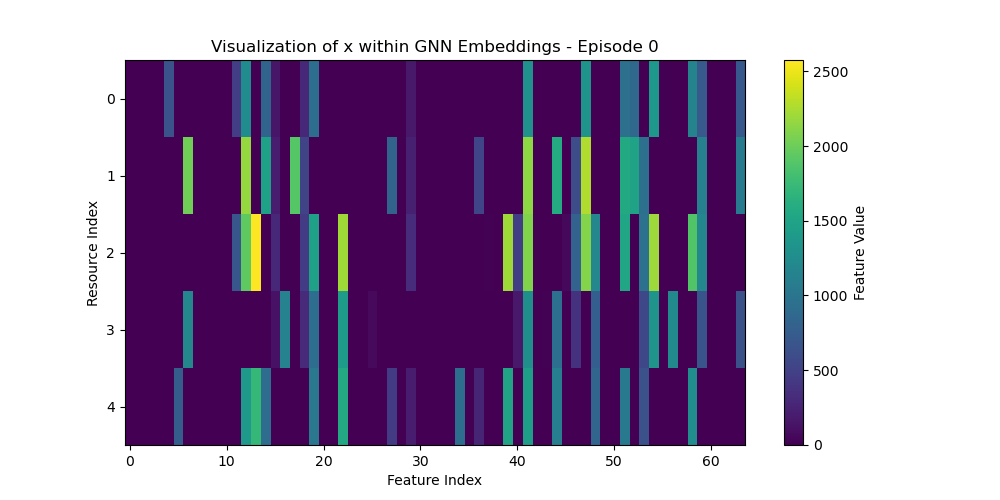 Visualization of x within GNN Embeddings - Episode 0
Resource Index
0
1
2
3
4
0 10 20 30 40 50 60
Feature Index
2500
2000
1500
1000
500
0
Feature Value